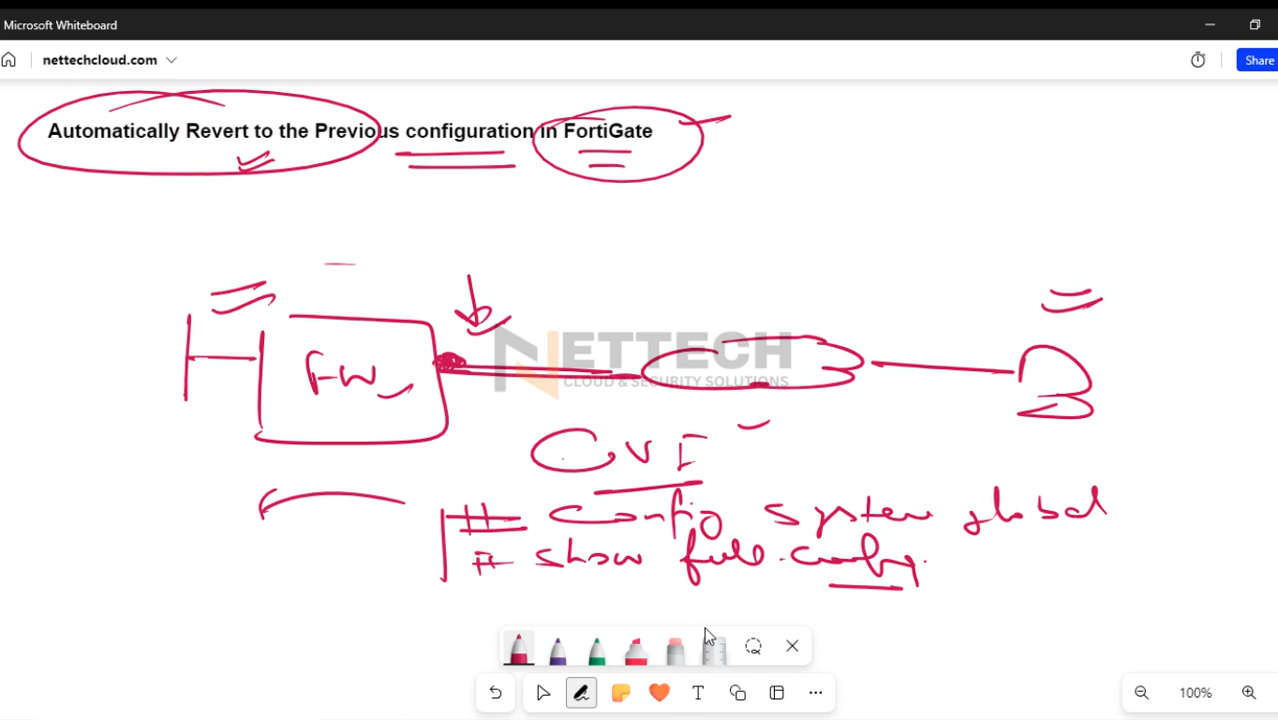 Microsoft Whiteboard
nettechcloud.com
Share
Automatically Revert to the Previous configuration in FortiGate
FW
NETTECH
CLOUD & SECURITY SOLUTIONS
# Config system global
# show full-config
100%